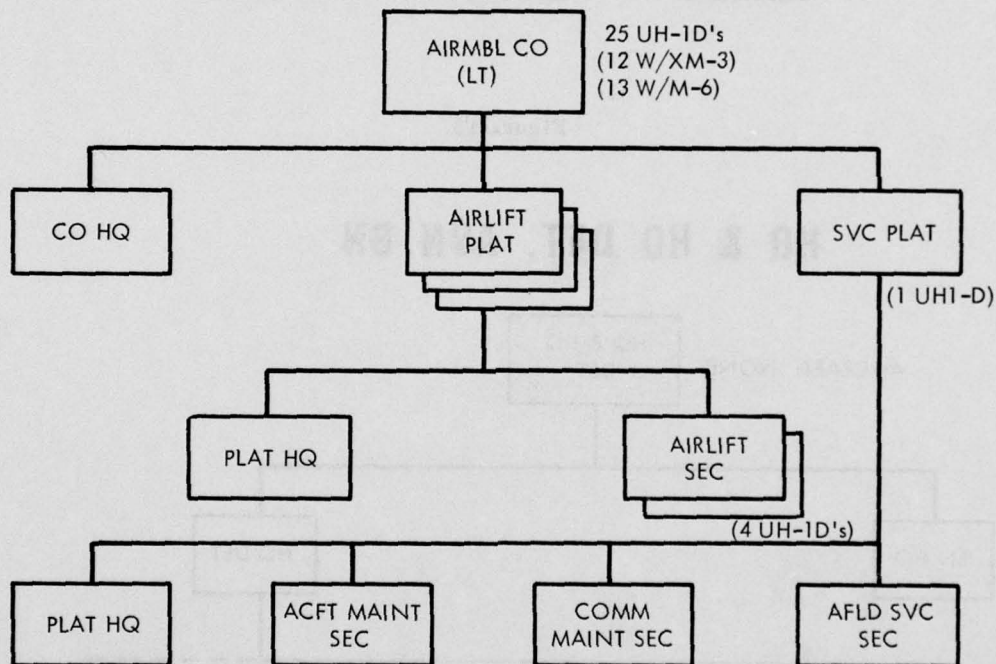 AIRMBL CO
(LT)
25 UH-1D's
(12 W/XM-3)
(13 W/M-6)
CO HQ
AIRLIFT
PLAT
SVC PLAT
(1 UH1-D)
PLAT HQ
AIRLIFT
SEC
(4 UH-1D's)
PLAT HQ
ACFT MAINT
SEC
COMM
MAINT SEC
AFLD SVC
SEC